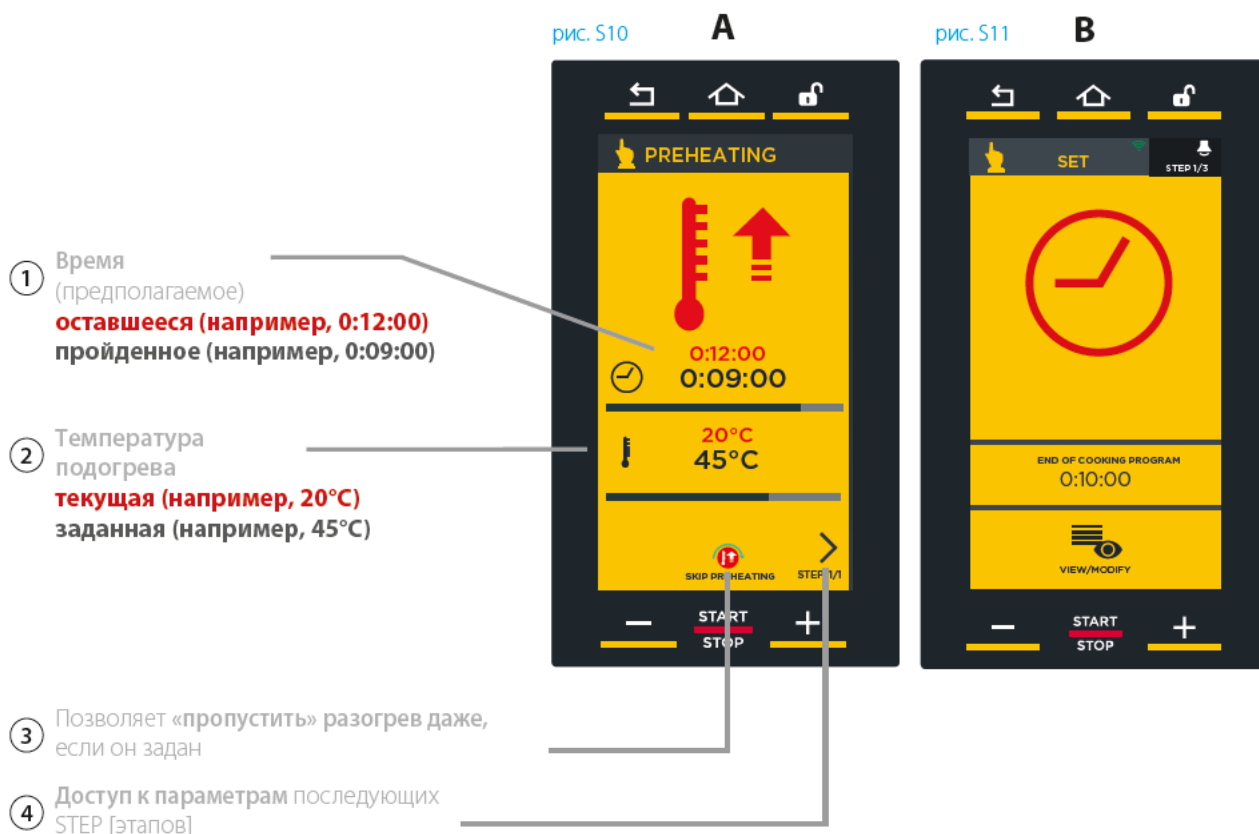 рис. S10
A
рис. S11
B
PREHEATING
0:12:00
0:09:00
20°C
45°C
SKIP PREHEATING
STEP 1/1
START
STOP
SET
STEP 1/3
END OF COOKING PROGRAM
0:10:00
VIEW/MODIFY
START
STOP
1
Время
(предполагаемое)
оставшееся (например, 0:12:00)
пройденное (например, 0:09:00)
2
Температура
подогрева
текущая (например, 20°C)
заданная (например, 45°C)
3
Позволяет «пропустить» разогрев даже,
если он задан
4
Доступ к параметрам последующих
STEP [этапов]